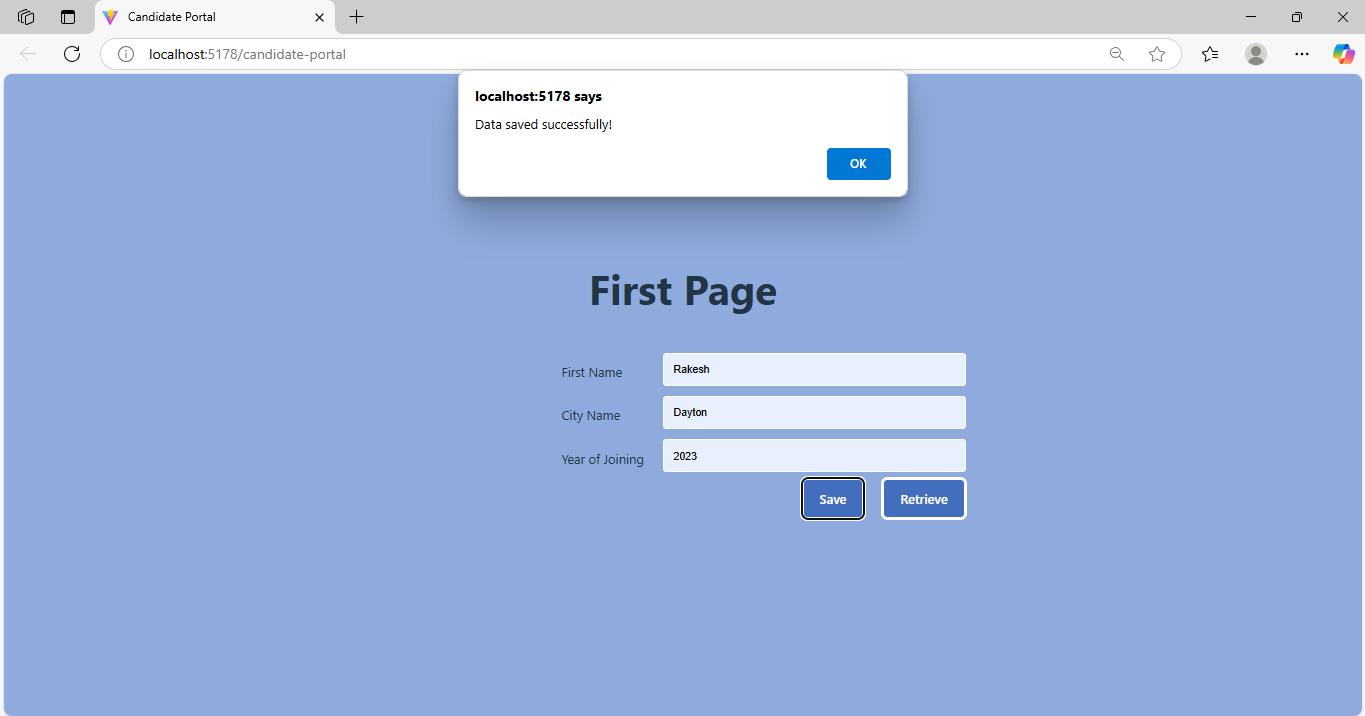 Candidate Portal
localhost:5178/candidate-portal
localhost:5178 says
Data saved successfully!
OK
First Page
First Name Rakesh
City Name Dayton
Year of Joining 2023
Save Retrieve